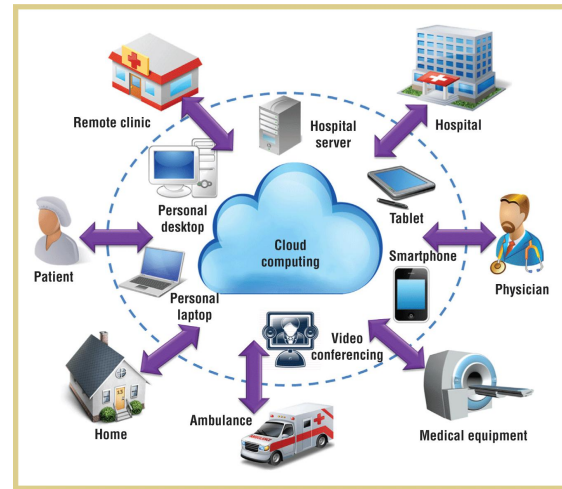 Remote clinic
Hospital
server
Hospital
Personal
desktop
Tablet
Cloud
computing
Patient
Smartphone
Physician
Personal
laptop
Video
conferencing
Home
Ambulance
Medical equipment